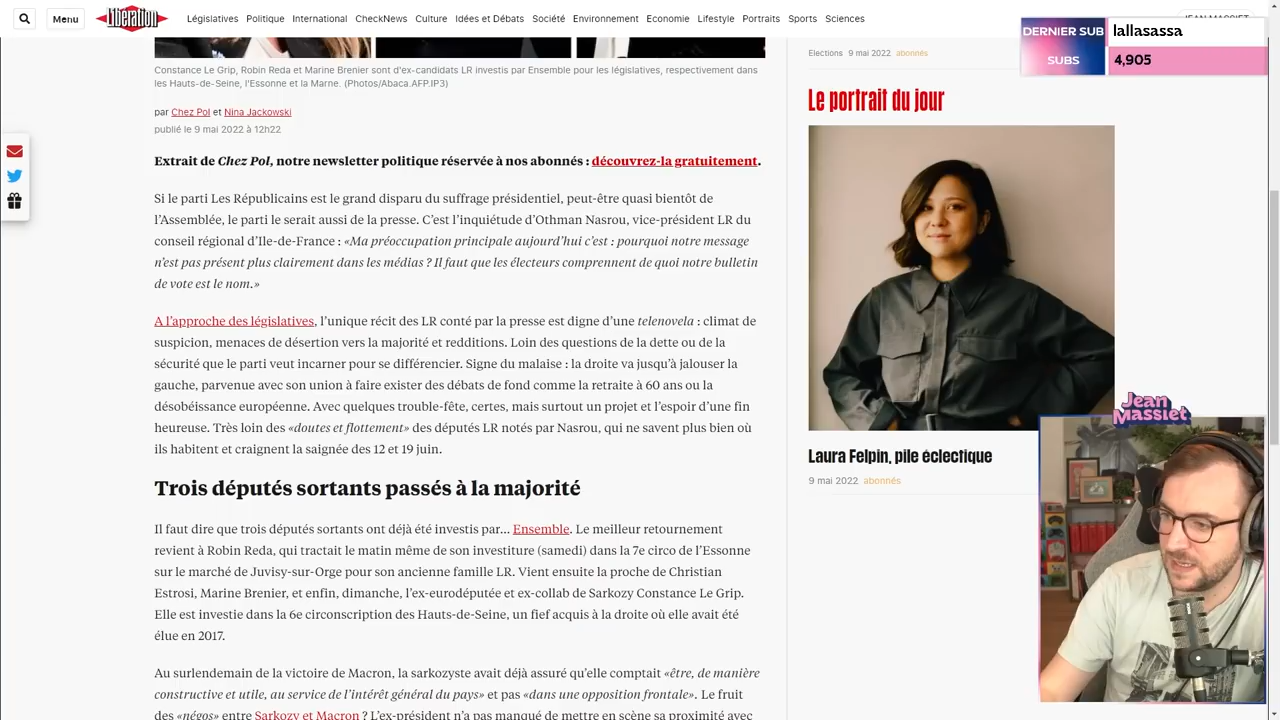 Menu
Libération
Législatives Politique International CheckNews Culture Idées et Débats Société Environnement Economie Lifestyle Portraits Sports Sciences
JEAN MASSIET
DERNIER SUB lallasassa
SUBS 4,905
Constance Le Grip, Robin Reda et Marine Brenier sont d'ex-candidats LR investis par Ensemble pour les législatives, respectivement dans
les Hauts-de-Seine, l'Essonne et la Marne. (Photos/Abaca.AFP.IP3)
par Chez Pol et Nina Jackowski
publié le 9 mai 2022 à 12h22
Extrait de Chez Pol, notre newsletter politique réservée à nos abonnés : découvrez-la gratuitement.
Si le parti Les Républicains est le grand disparu du suffrage présidentiel, peut-être quasi bientôt de
l’Assemblée, le parti le serait aussi de la presse. C’est l’inquiétude d’Othman Nasrou, vice-président LR du
conseil régional d’Ile-de-France : «Ma préoccupation principale aujourd’hui c’est : pourquoi notre message
n’est pas présent plus clairement dans les médias ? Il faut que les électeurs comprennent de quoi notre bulletin
de vote est le nom.»
A l’approche des législatives, l’unique récit des LR conté par la presse est digne d’une telenovela : climat de
suspicion, menaces de désertion vers la majorité et redditions. Loin des questions de la dette ou de la
sécurité que le parti veut incarner pour se différencier. Signe du malaise : la droite va jusqu’à jalouser la
gauche, parvenue avec son union à faire exister des débats de fond comme la retraite à 60 ans ou la
désobéissance européenne. Avec quelques trouble-fête, certes, mais surtout un projet et l’espoir d’une fin
heureuse. Très loin des «doutes et flottement» des députés LR notés par Nasrou, qui ne savent plus bien où
ils habitent et craignent la saignée des 12 et 19 juin.
Trois députés sortants passés à la majorité
Il faut dire que trois députés sortants ont déjà été investis par… Ensemble. Le meilleur retournement
revient à Robin Reda, qui tractait le matin même de son investiture (samedi) dans la 7e circo de l’Essonne
sur le marché de Juvisy-sur-Orge pour son ancienne famille LR. Vient ensuite la proche de Christian
Estrosi, Marine Brenier, et enfin, dimanche, l’ex-eurodéputée et ex-collab de Sarkozy Constance Le Grip.
Elle est investie dans la 6e circonscription des Hauts-de-Seine, un fief acquis à la droite où elle avait été
élue en 2017.
Au surlendemain de la victoire de Macron, la sarkozyste avait déjà assuré qu’elle comptait «être, de manière
constructive et utile, au service de l’intérêt général du pays» et pas «dans une opposition frontale». Le fruit
des «négos» entre Sarkozy et Macron ? L’ex-président n’a pas manqué de mettre en scène sa proximité avec
Elections 9 mai 2022 abonnés
Le portrait du jour
Laura Felpin, pile éclectique
9 mai 2022 abonnés
Jean
Massiet